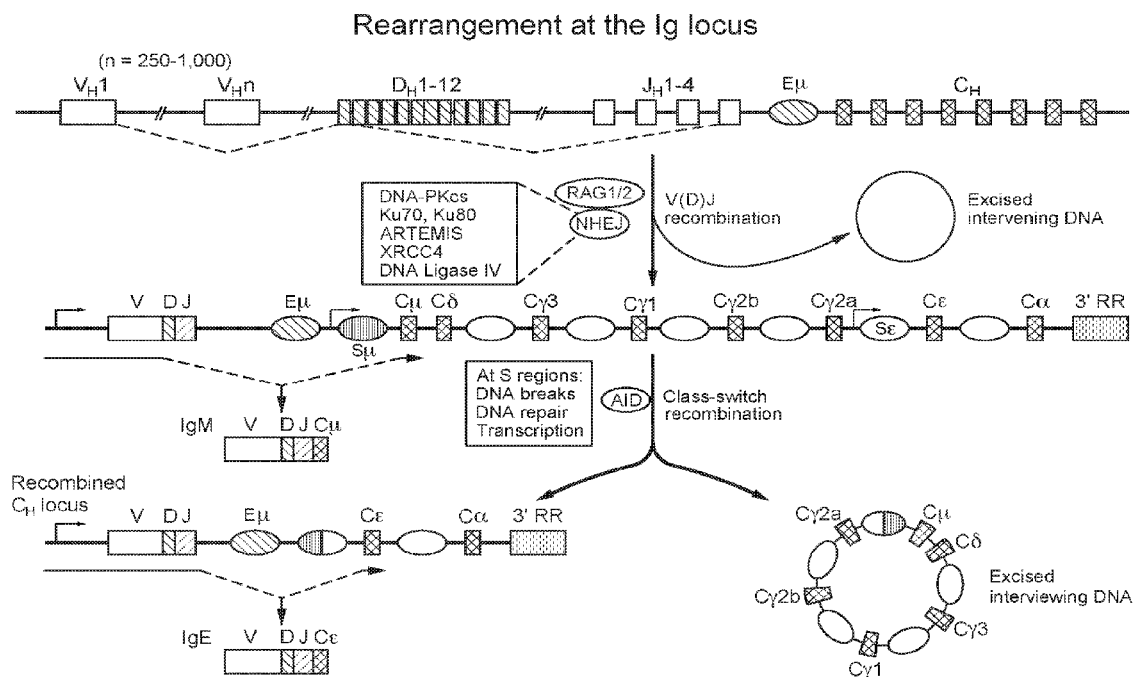 Rearrangement at the Ig locus
(n = 250-1,000)
VH1 VHn DH1-12 JH1-4 Eμ CH
DNA-PKcs
Ku70, Ku80
ARTEMIS
XRCC4
DNA Ligase IV
RAG1/2
NHEJ
V(D)J
recombination
Excised
intervening DNA
V D J Eμ Sμ Cμ Cδ Cγ3 Cγ1 Cγ2b Cγ2a Sε Cε Cα 3' RR
At S regions:
DNA breaks
DNA repair
Transcription
AID
Class-switch
recombination
IgM V D J Cμ
Recombined
CH locus
V D J Eμ Cε Cα 3' RR
IgE V D J Cε
Cγ2a Cμ
Cδ
Cγ2b
Cγ3
Cγ1
Excised
interviewing DNA